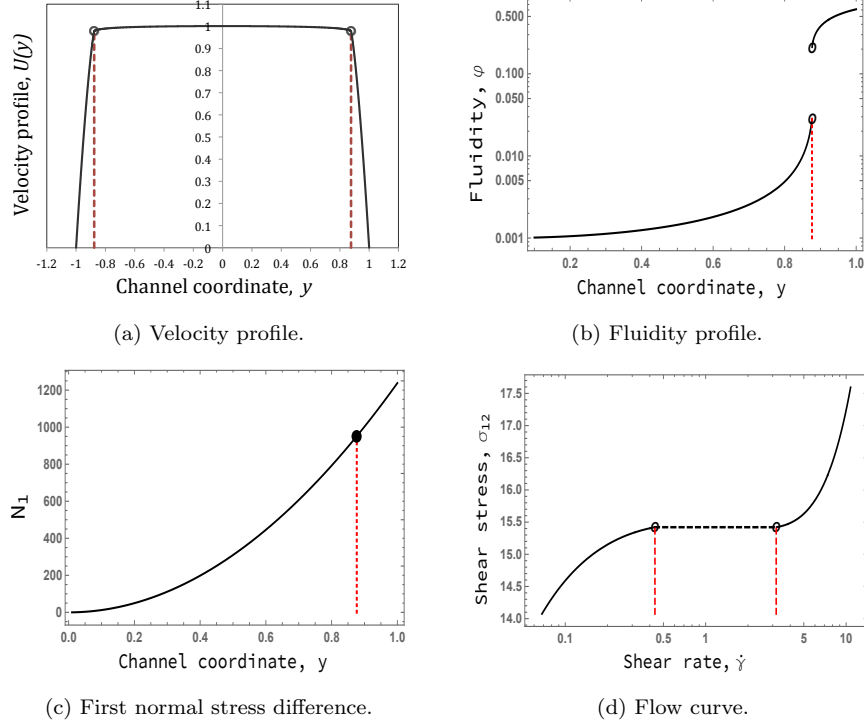 1.1
1
0.9
0.8
0.7
0.6
0.5
0.4
0.3
0.2
0.1
0
Velocity profile, U(y)
-1.2 -1 -0.8 -0.6 -0.4 -0.2 0 0.2 0.4 0.6 0.8 1 1.2
Channel coordinate, y
(a) Velocity profile.
0.500
0.100
0.050
0.010
0.005
0.001
Fluidity, φ
0.2 0.4 0.6 0.8 1.0
Channel coordinate, y
(b) Fluidity profile.
1200
1000
800
600
400
200
0
N₁
0.0 0.2 0.4 0.6 0.8 1.0
Channel coordinate, y
(c) First normal stress difference.
17.5
17.0
16.5
16.0
15.5
15.0
14.5
14.0
Shear stress, σ₁₂
0.1 0.5 1 5 10
Shear rate, γ̇
(d) Flow curve.